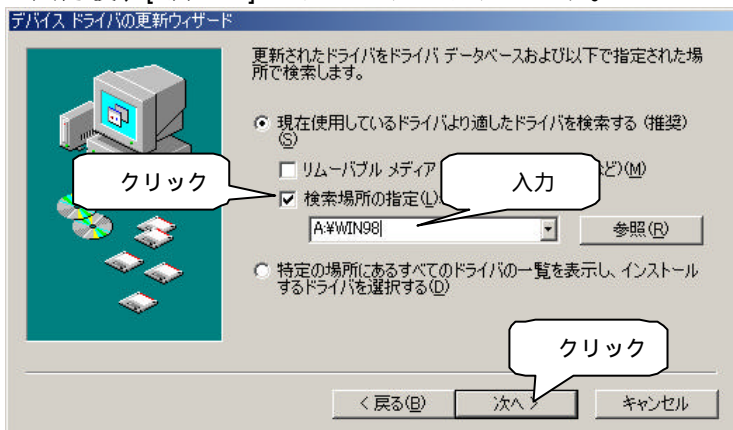 デバイス ドライバの更新ウィザード
更新されたドライバをドライバ データベースおよび以下で指定された場
所で検索します。
現在使用しているドライバより適したドライバを検索する (推奨)
(S)
リムーバブル メディア
ど)(M)
クリック
入力
検索場所の指定(L)
A:¥WIN98
参照(R)
特定の場所にあるすべてのドライバの一覧を表示し、インストール
するドライバを選択する(D)
クリック
< 戻る(B)
次へ >
キャンセル